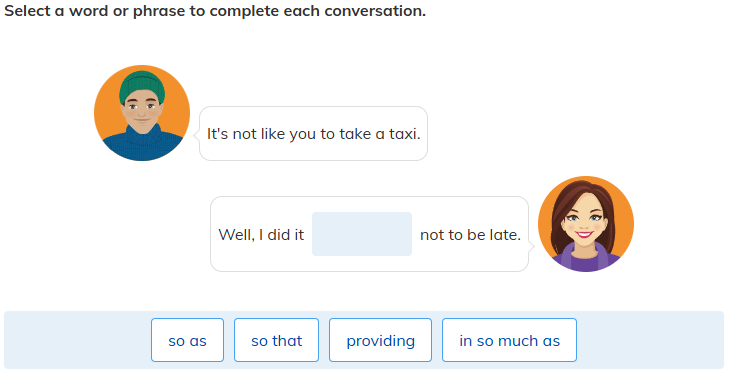 Select a word or phrase to complete each conversation.
It's not like you to take a taxi.
Well, I did it not to be late.
so as so that providing in so much as